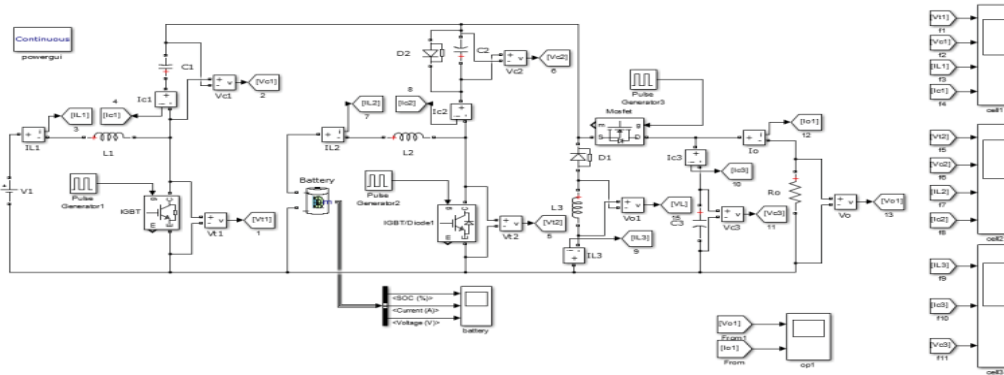 Continuous
powergui
C1
[Vc1]
Vc1
2
4
[Ic1]
Ic1
[IL1]
3
IL1
L1
V1
Pulse
Generator1
IGBT
[Vt1]
Vt1
1
D2
C2
[Vc2]
Vc2
6
8
[Ic2]
Ic2
[IL2]
7
IL2
L2
Battery
m
Pulse
Generator2
IGBT/Diode1
[Vt2]
Vt2
5
Pulse
Generator3
Mosfet
D1
L3
[VL]
15
Vo1
[IL3]
9
IL3
Ic3
[Ic3]
10
C3
[Vc3]
Vc3
11
Io
[Io1]
12
Ro
Vo
[Vo1]
13
<SOC (%)>
<Current (A)>
<Voltage (V)>
battery
[Vo1]
From1
[Io1]
From
op1
[Vt1]
f1
[Vc1]
f2
[IL1]
f3
[Ic1]
f4
cell1
[Vt2]
f5
[Vc2]
f6
[IL2]
f7
[Ic2]
f8
cell2
[IL3]
f9
[Ic3]
f10
[Vc3]
f11
cell3